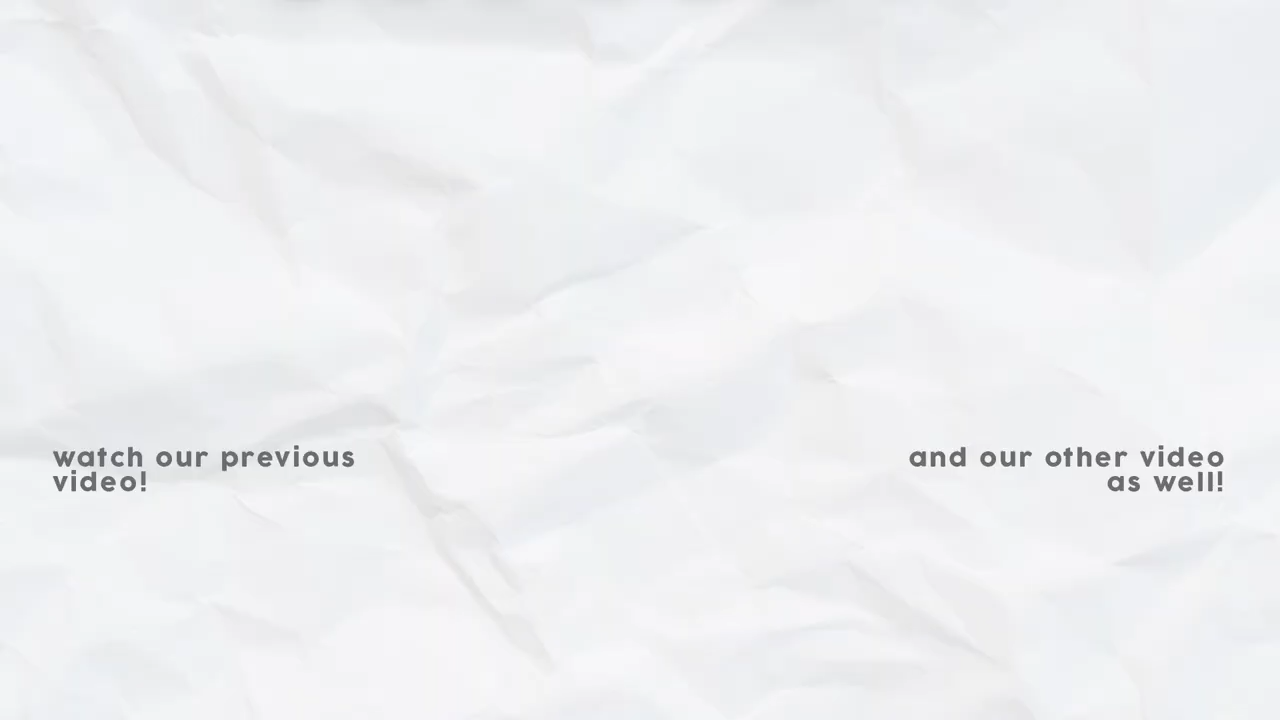 watch our previous
video!
and our other video
as well!